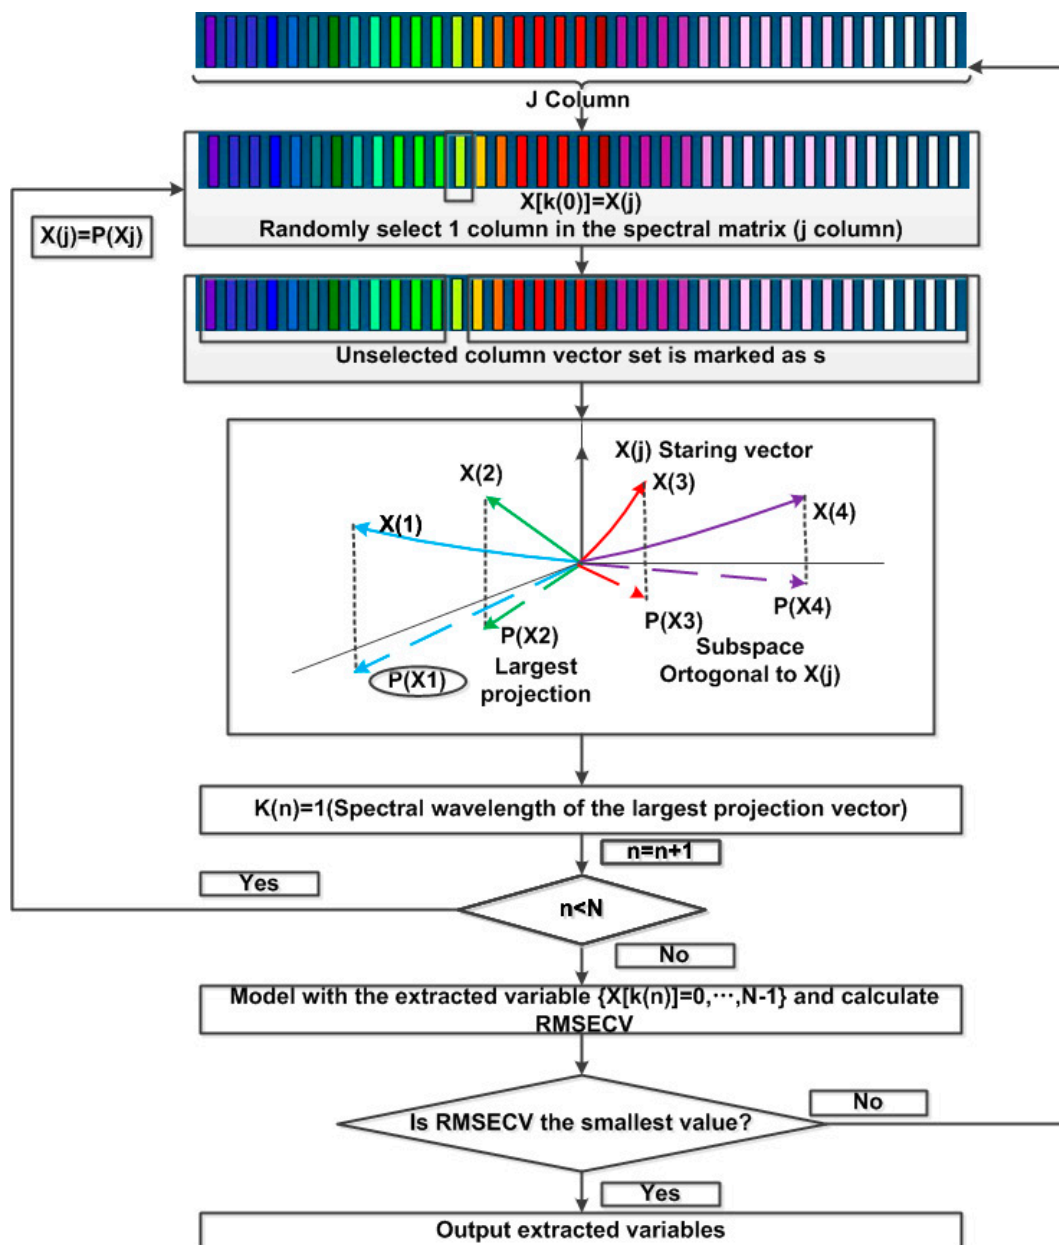 J Column
X[k(0)]=X(j)
Randomly select 1 column in the spectral matrix (j column)
X(j)=P(Xj)
Unselected column vector set is marked as s
X(j) Staring vector
X(2)
X(3)
X(1)
X(4)
P(X4)
P(X3)
P(X2)
Subspace
Ortogonal to X(j)
Largest
projection
P(X1)
K(n)=1(Spectral wavelength of the largest projection vector)
n=n+1
Yes
n<N
No
Model with the extracted variable {X[k(n)]=0,···,N-1} and calculate
RMSECV
No
Is RMSECV the smallest value?
Yes
Output extracted variables